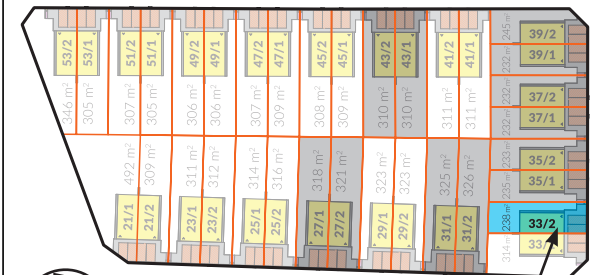 53/2 53/1 51/2 51/1 49/2 49/1 47/2 47/1 45/2 45/1 43/2 43/1 41/2 41/1
346 m² 305 m² 307 m² 305 m² 306 m² 306 m² 307 m² 309 m² 308 m² 309 m² 310 m² 310 m² 311 m² 311 m²
492 m² 309 m² 311 m² 312 m² 314 m² 316 m² 318 m² 321 m² 323 m² 323 m² 325 m² 326 m²
21/1 21/2 23/1 23/2 25/1 25/2 27/1 27/2 29/1 29/2 31/1 31/2
245 m² 39/2
232 m² 39/1
232 m² 37/2
232 m² 37/1
233 m² 35/2
235 m² 35/1
238 m² 33/2
314 m² 33/